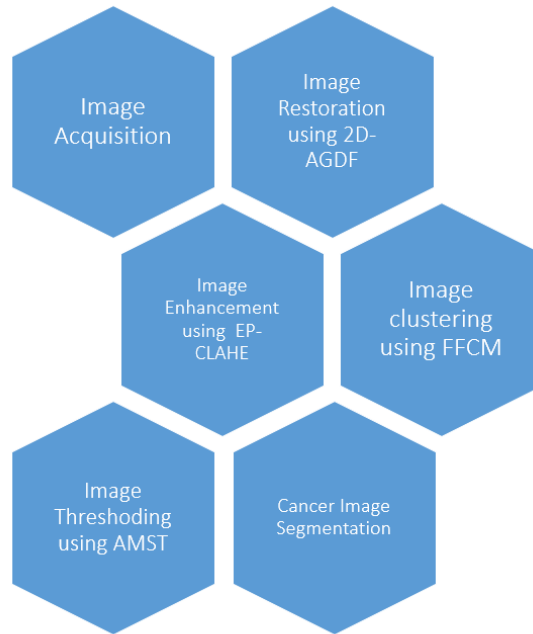 Image
Acquisition
Image
Restoration
using 2D-
AGDF
Image
Enhancement
using EP-
CLAHE
Image
clustering
using FFCM
Image
Threshoding
using AMST
Cancer Image
Segmentation